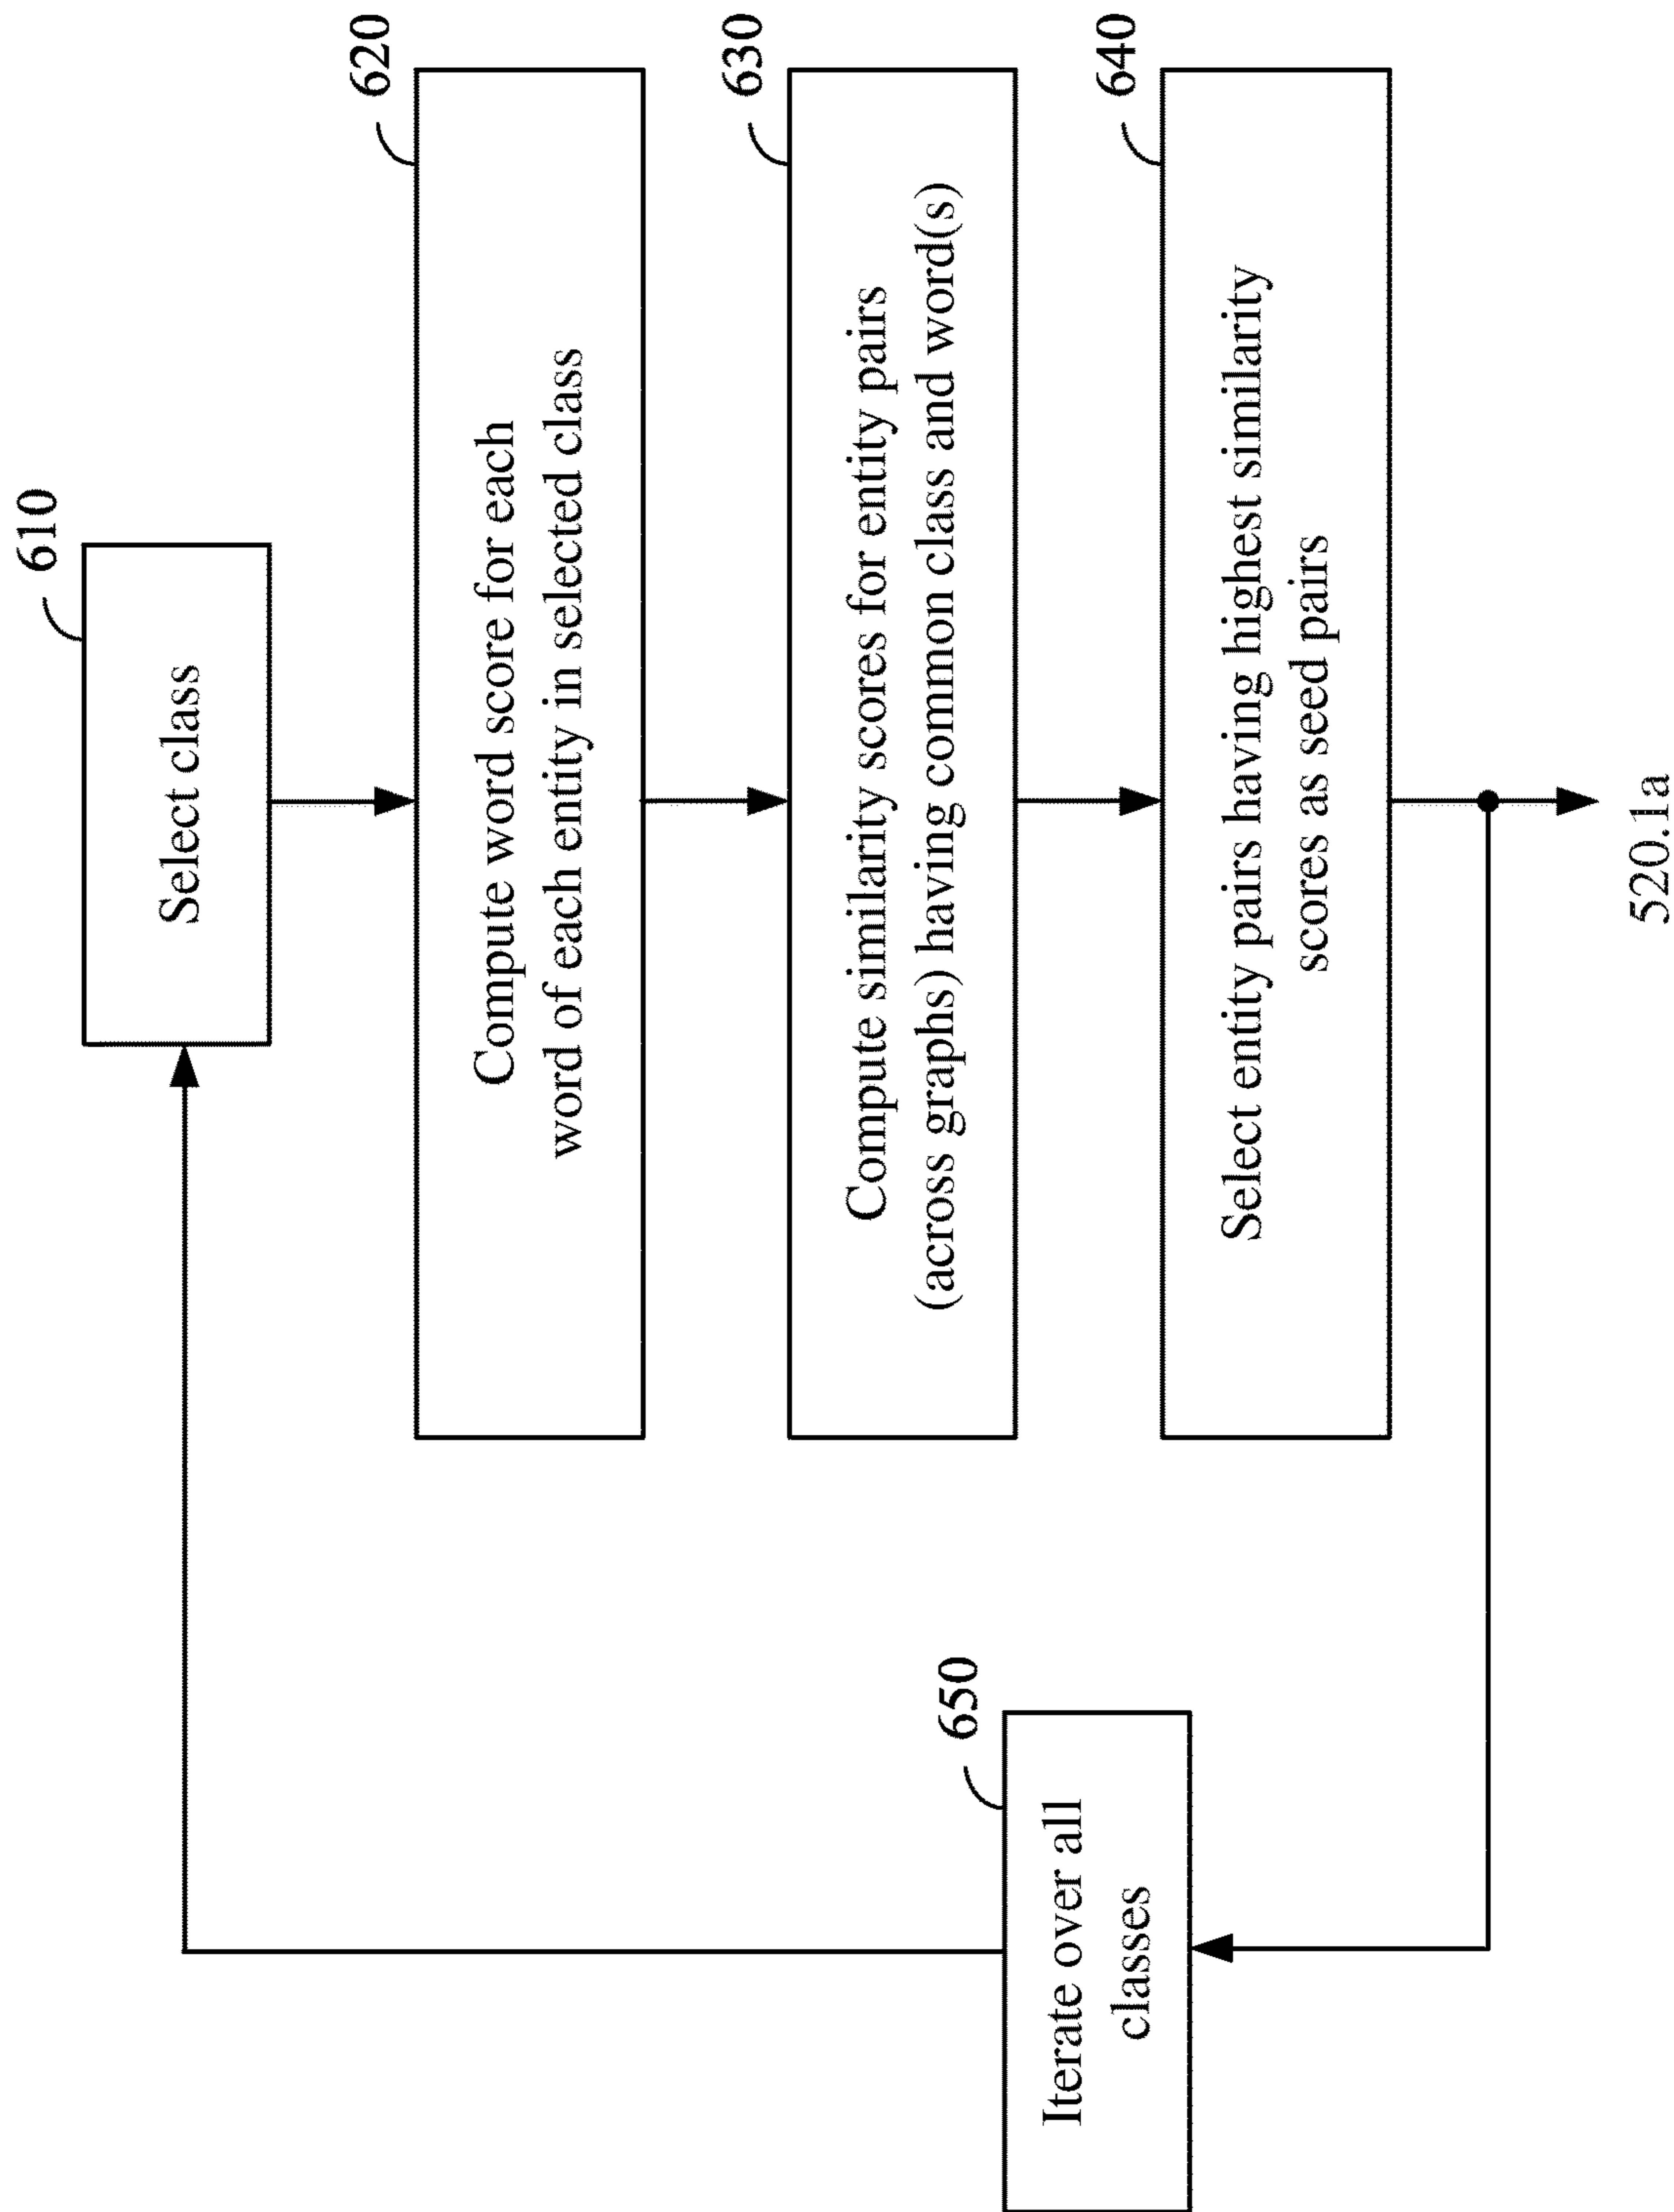 610
Select class
620
Compute word score for each
word of each entity in selected class
630
Compute similarity scores for entity pairs
(across graphs) having common class and word(s)
640
Select entity pairs having highest similarity
scores as seed pairs
650
Iterate over all
classes
520.1a